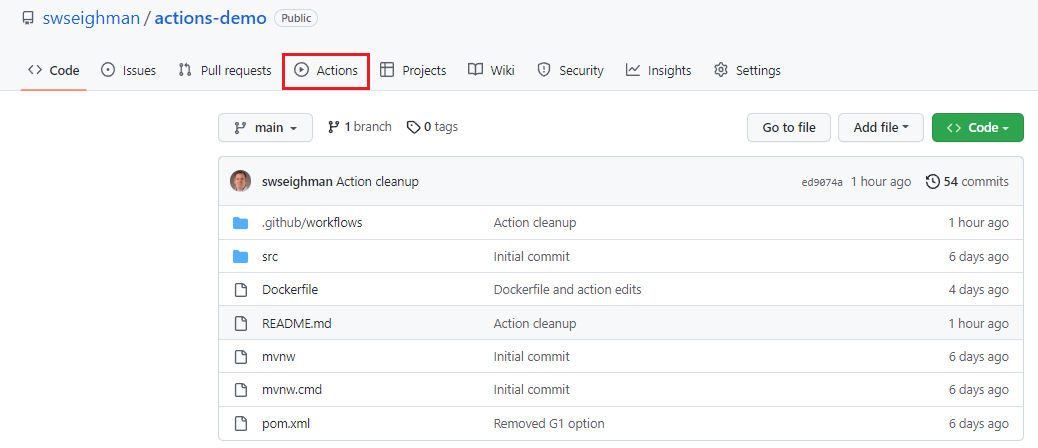 swseighman / actions-demo Public
Code Issues Pull requests Actions Projects Wiki Security Insights Settings
main 1 branch 0 tags Go to file Add file Code
swseighman Action cleanup ed9074a 1 hour ago 54 commits
.github/workflows Action cleanup 1 hour ago
src Initial commit 6 days ago
Dockerfile Dockerfile and action edits 4 days ago
README.md Action cleanup 1 hour ago
mvnw Initial commit 6 days ago
mvnw.cmd Initial commit 6 days ago
pom.xml Removed G1 option 6 days ago